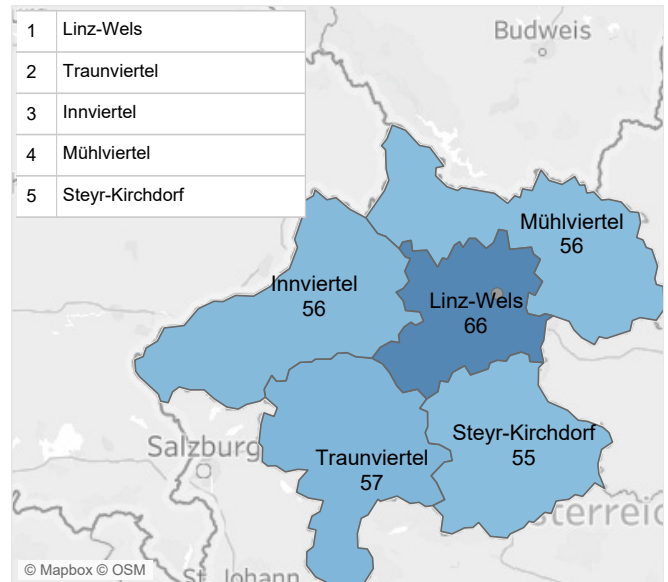 1 Linz-Wels
2 Traunviertel
3 Innviertel
4 Mühlviertel
5 Steyr-Kirchdorf
Budweis
Mühlviertel
56
Innviertel
56
Linz-Wels
66
Steyr-Kirchdorf
55
Salzburg
Traunviertel
57
sterreic
© Mapbox © OSM
St. Johann